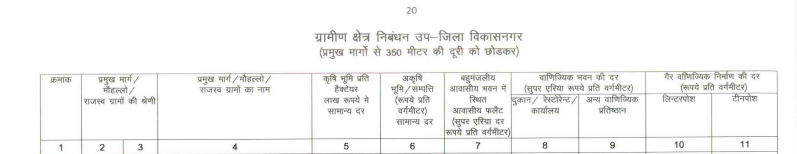 20
ग्रामीण क्षेत्र निबंधन उप–जिला विकासनगर
(प्रमुख मार्गो से 350 मीटर की दूरी को छोडकर)
क्रमांक प्रमुख मार्ग/ मौहल्लो/ राजस्व ग्रामों की श्रेणी प्रमुख मार्ग/मौहल्लो/ राजस्व ग्रामों का नाम कृषि भूमि प्रति हैक्टेयर लाख रूपये मे सामान्य दर अकृषि भूमि/सम्पत्ति (रूपये प्रति वर्गमीटर) सामान्य दर बहुमंजलीय आवासीय भवन में स्थित आवासीय फलैट (सुपर एरिया दर रूपये प्रति वर्गमीटर) वाणिज्यिक भवन की दर (सुपर एरिया रूपये प्रति वर्गमीटर) गैर वाणिज्यिक निर्माण की दर (रूपये प्रति वर्गमीटर)
दुकान/ रेस्टोरेन्ट/ कार्यालय अन्य वाणिज्यिक प्रतिष्ठान लिन्टरपोश टीनपोश
1 2 3 4 5 6 7 8 9 10 11